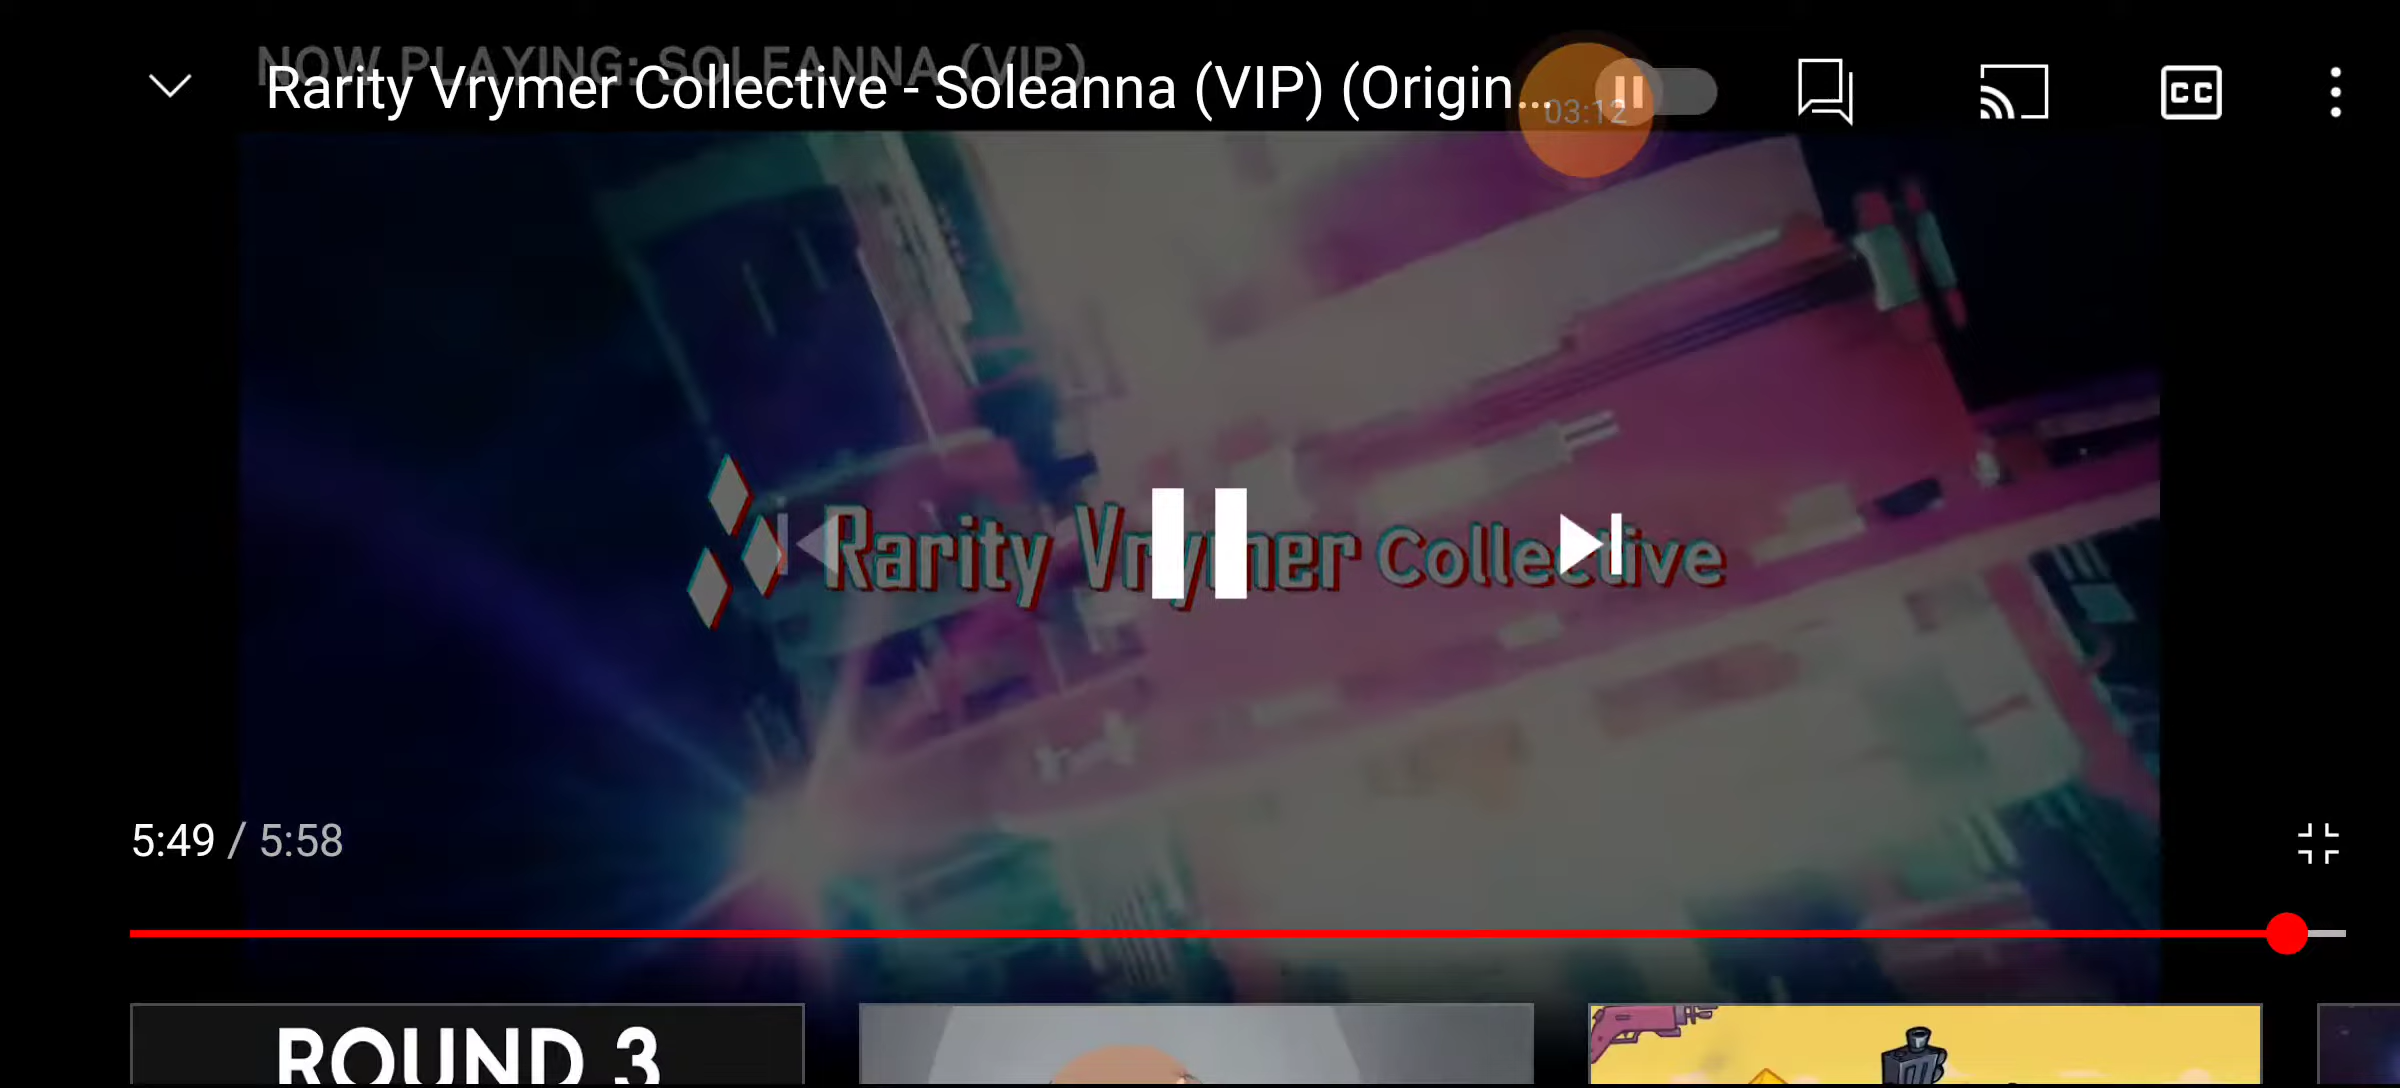 NOW PLAYING: SOLEANNA (VIP)
Rarity Vrymer Collective - Soleanna (VIP) (Origin...
03:12
CC
Rarity Vrymer Collective
5:49 / 5:58
ROUND 3